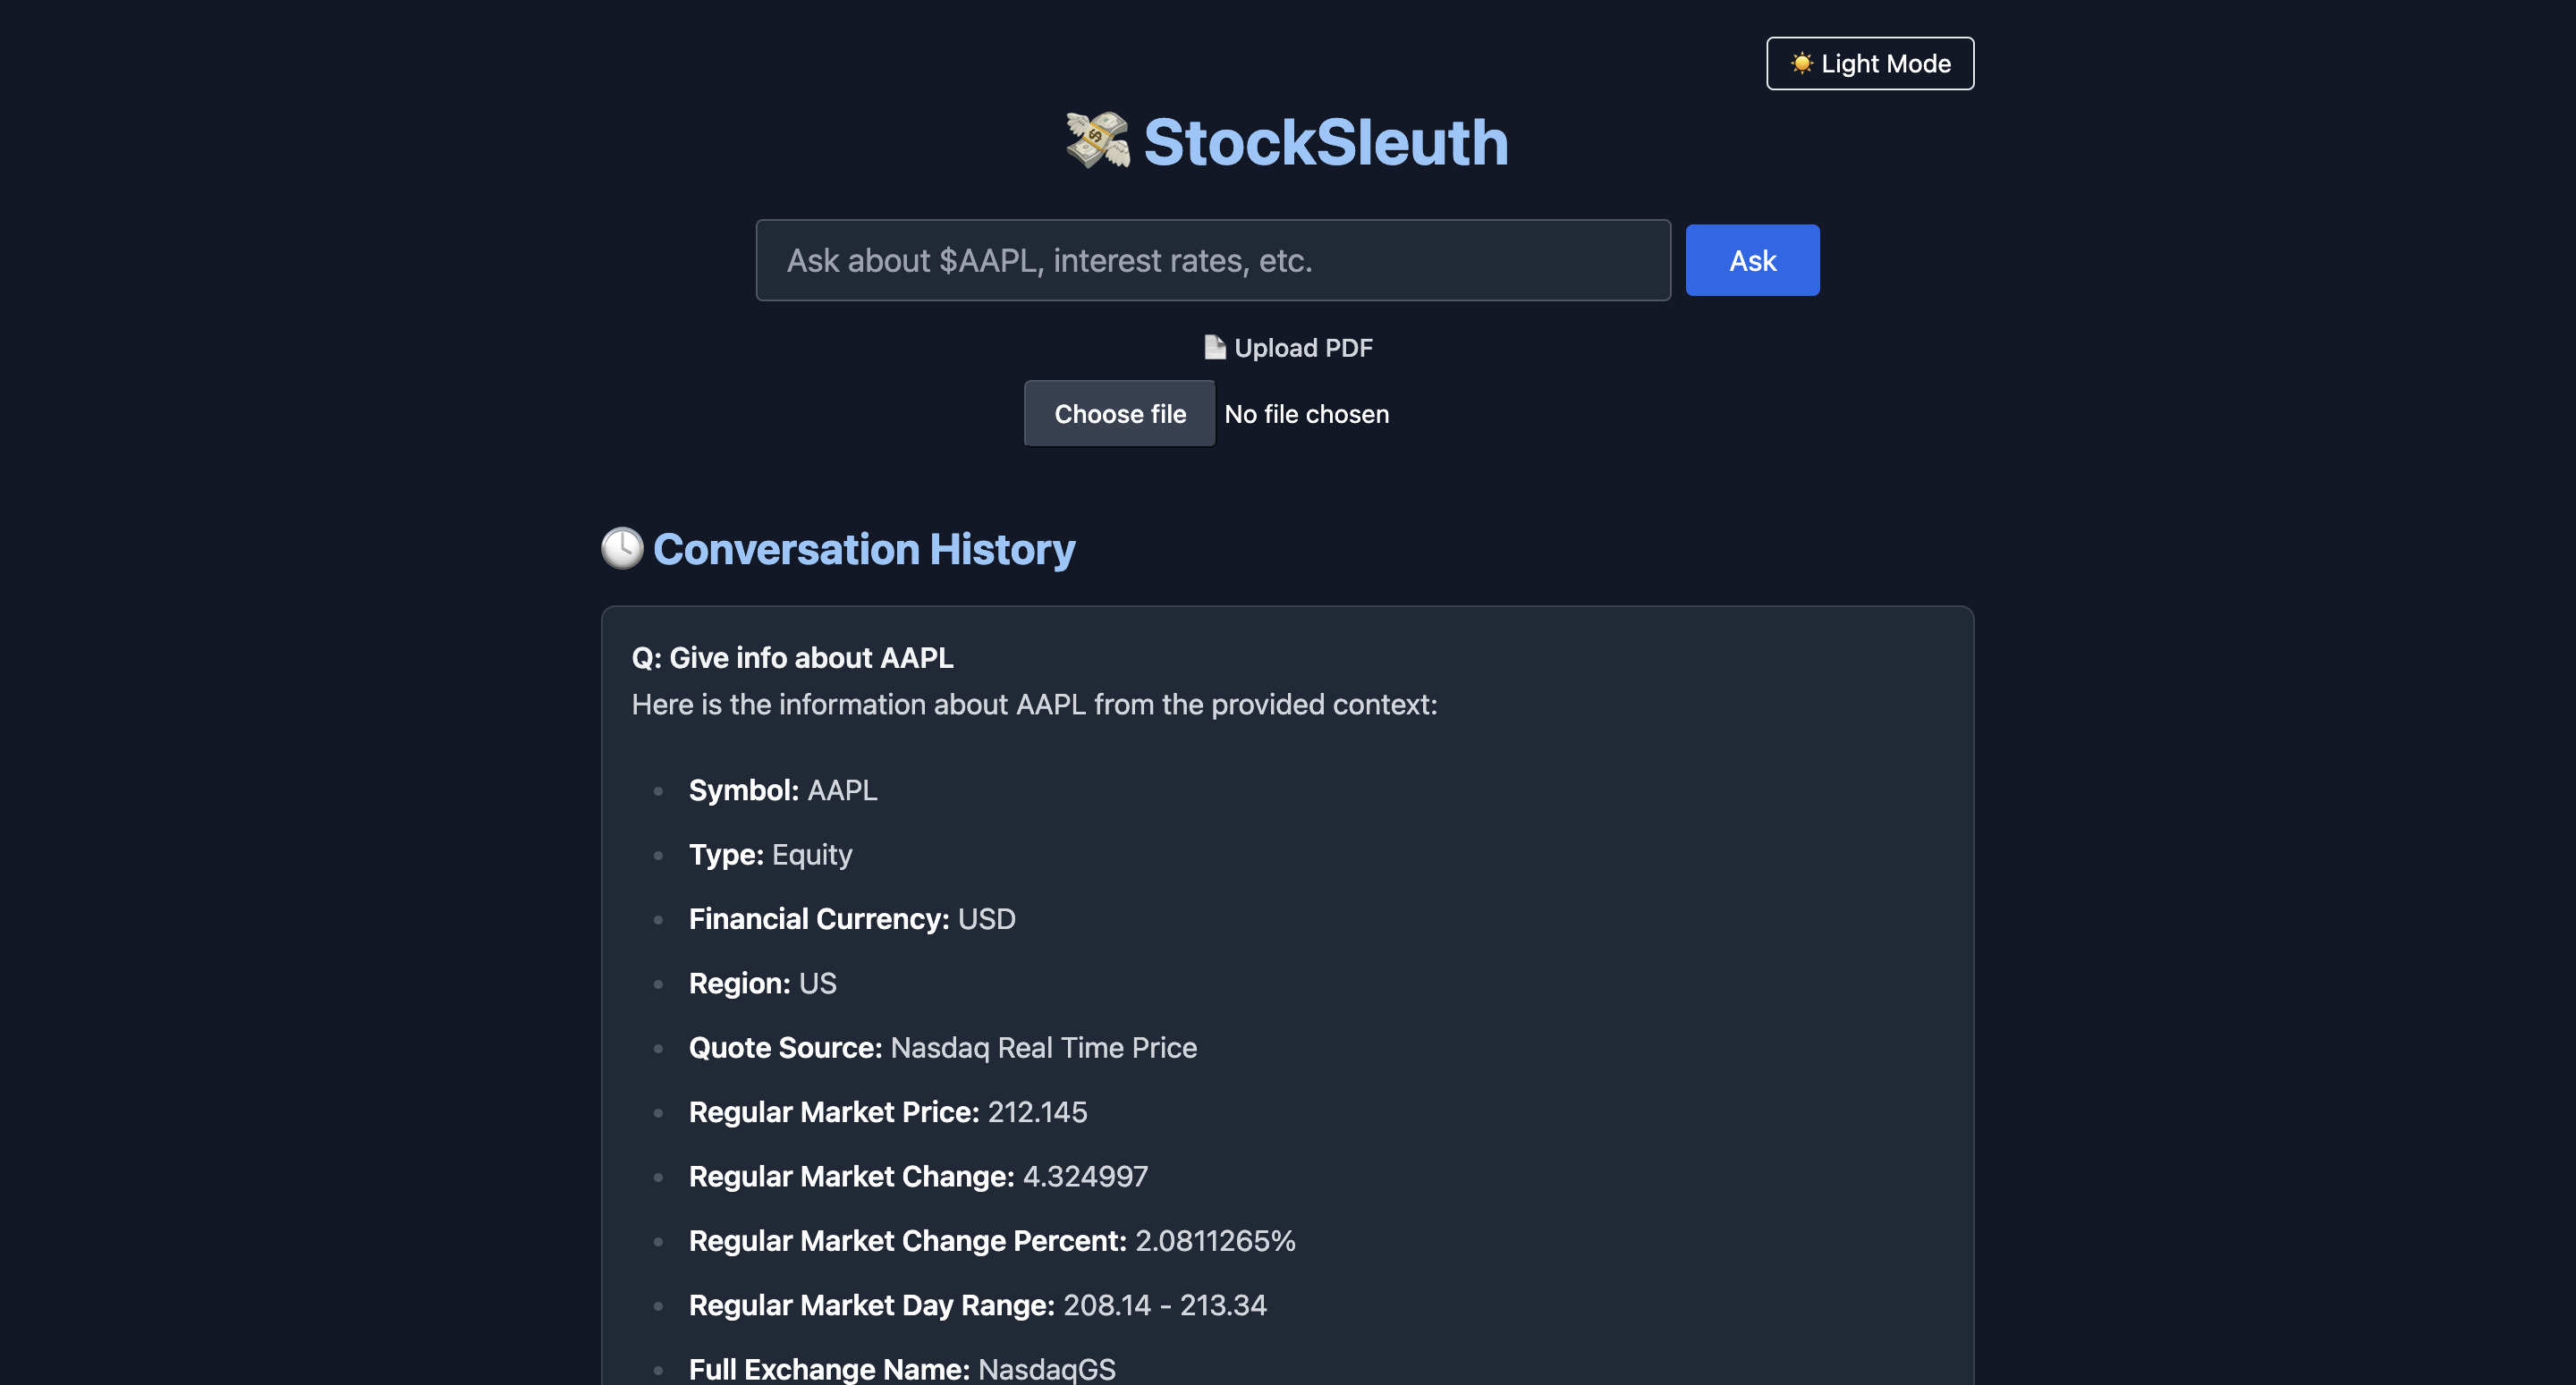 Light Mode
StockSleuth
Ask about $AAPL, interest rates, etc.
Ask
Upload PDF
Choose file No file chosen
Conversation History
Q: Give info about AAPL
Here is the information about AAPL from the provided context:
Symbol: AAPL
Type: Equity
Financial Currency: USD
Region: US
Quote Source: Nasdaq Real Time Price
Regular Market Price: 212.145
Regular Market Change: 4.324997
Regular Market Change Percent: 2.0811265%
Regular Market Day Range: 208.14 - 213.34
Full Exchange Name: NasdaqGS